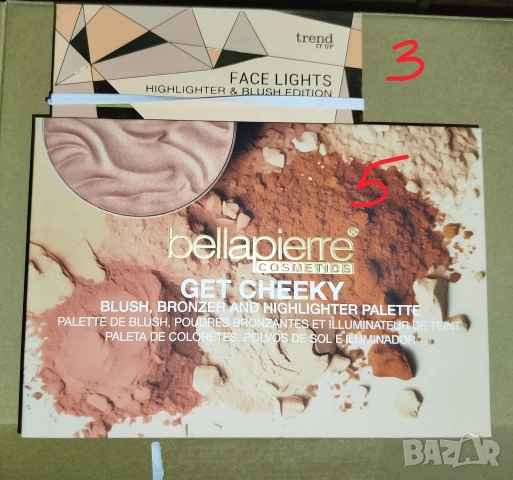 trend
IT UP
3
FACE LIGHTS
HIGHLIGHTER & BLUSH EDITION
5
bellapierre®
COSMETICS
GET CHEEKY
BLUSH, BRONZER AND HIGHLIGHTER PALETTE
PALETTE DE BLUSH, POUDRES BRONZANTES ET ILLUMINATEUR DE TEINT
PALETA DE COLORETES, POLVOS DE SOL E ILUMINADOR
BAZAR